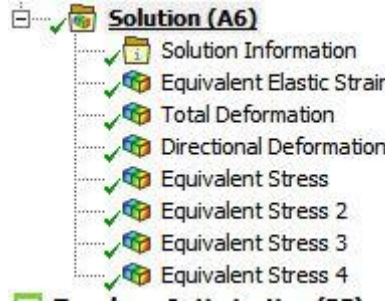 Solution (A6)
Solution Information
Equivalent Elastic Strain
Total Deformation
Directional Deformation
Equivalent Stress
Equivalent Stress 2
Equivalent Stress 3
Equivalent Stress 4